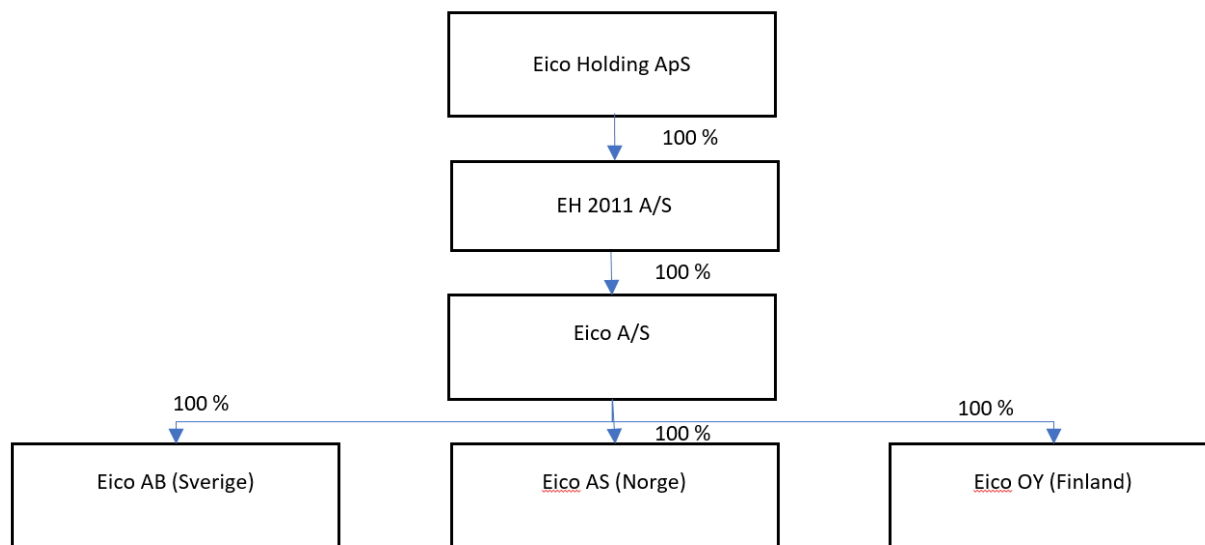 Eico Holding ApS
100 %
EH 2011 A/S
100 %
Eico A/S
100 %
100 %
100 %
Eico AB (Sverige)
Eico AS (Norge)
Eico OY (Finland)